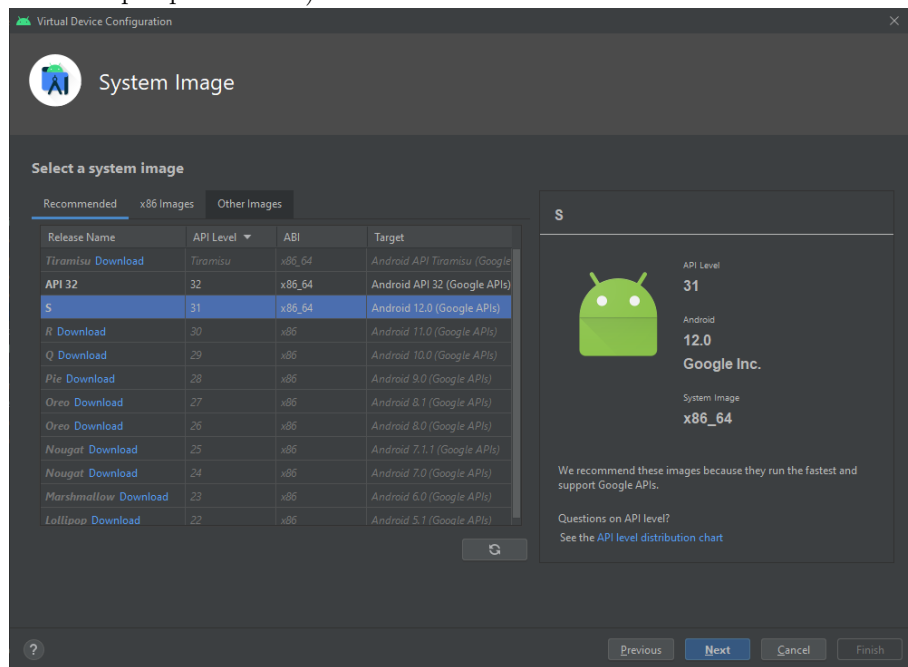 Virtual Device Configuration
System Image
Select a system image
Recommended x86 Images Other Images
Release Name API Level ABI Target
Tiramisu Download Tiramisu x86_64 Android API Tiramisu (Google
API 32 32 x86_64 Android API 32 (Google APIs)
S 31 x86_64 Android 12.0 (Google APIs)
R Download 30 x86 Android 11.0 (Google APIs)
Q Download 29 x86 Android 10.0 (Google APIs)
Pie Download 28 x86 Android 9.0 (Google APIs)
Oreo Download 27 x86 Android 8.1 (Google APIs)
Oreo Download 26 x86 Android 8.0 (Google APIs)
Nougat Download 25 x86 Android 7.1.1 (Google APIs)
Nougat Download 24 x86 Android 7.0 (Google APIs)
Marshmallow Download 23 x86 Android 6.0 (Google APIs)
Lollipop Download 22 x86 Android 5.1 (Google APIs)
S
API Level
31
Android
12.0
Google Inc.
System Image
x86_64
We recommend these images because they run the fastest and
support Google APIs.
Questions on API level?
See the API level distribution chart
? Previous Next Cancel Finish